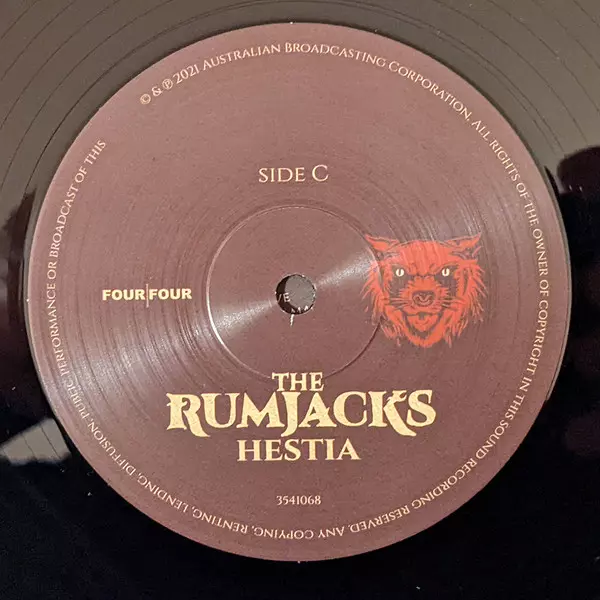 © & ℗ 2021 Australian Broadcasting Corporation. All rights of the owner of copyright in this sound recording reserved. Any copying, renting, lending, diffusion, public performance or broadcast of this
SIDE C
FOUR|FOUR
THE
RUMJACKS
HESTIA
3541068